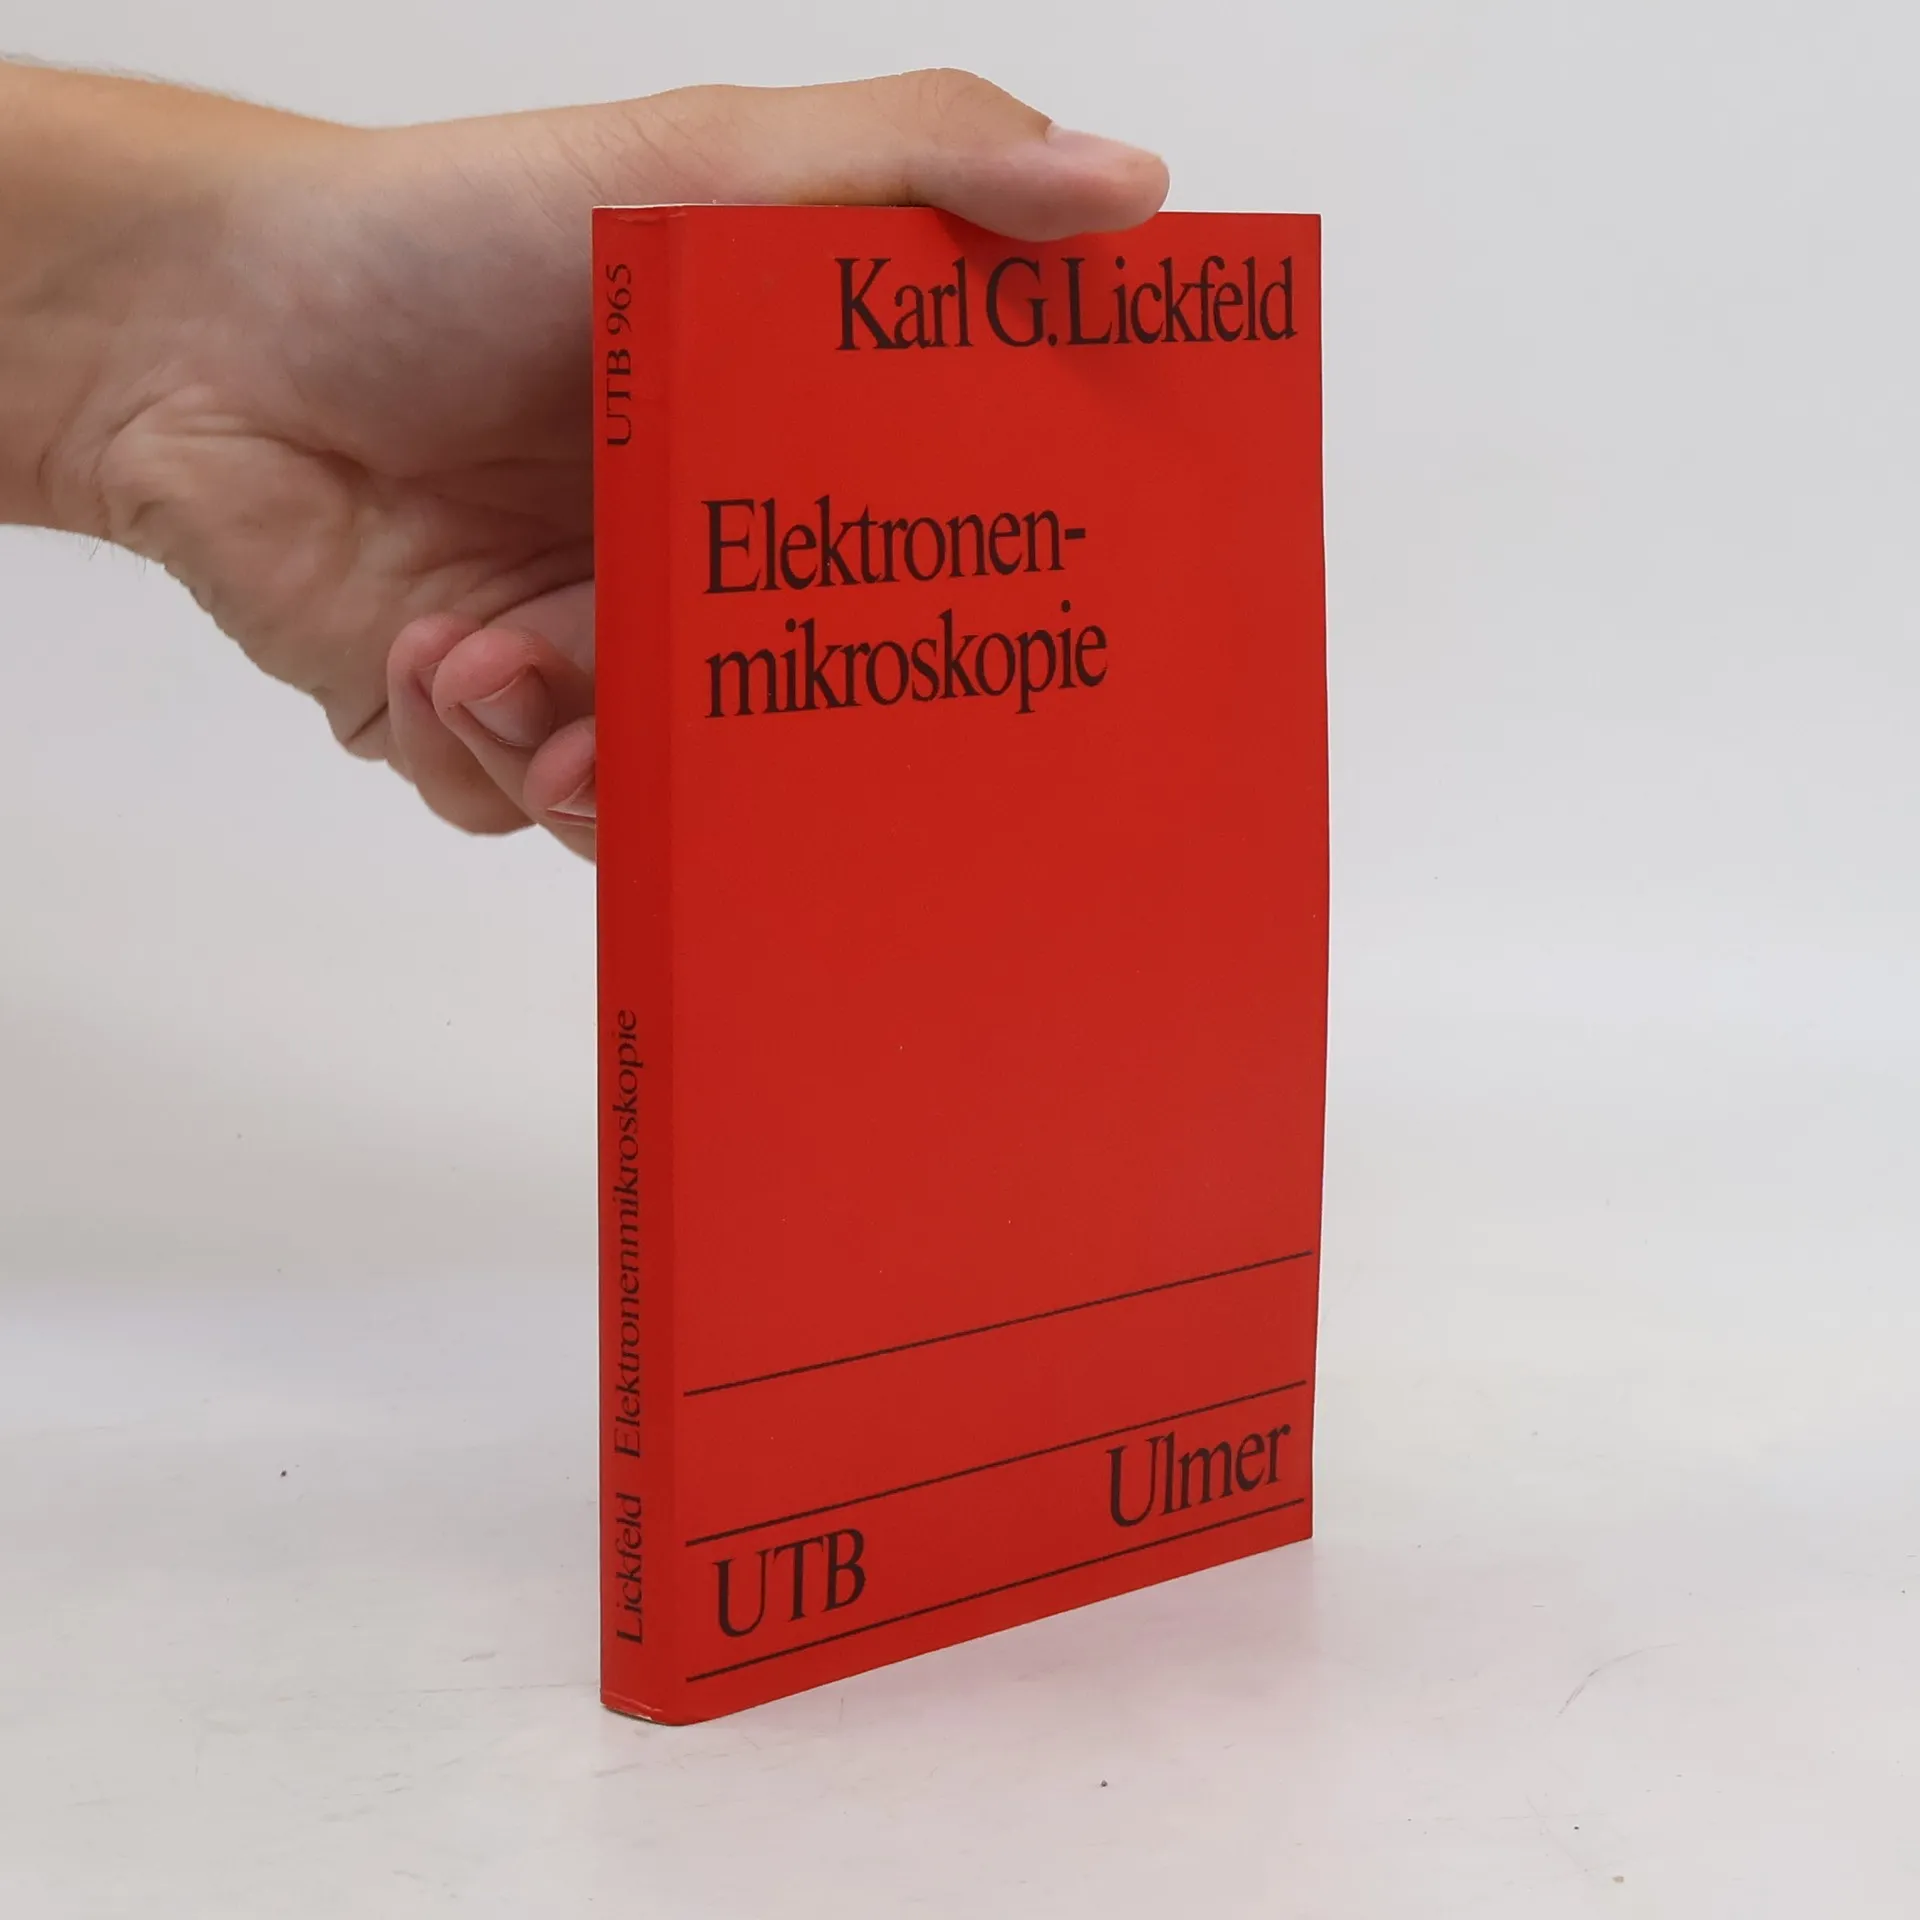 UTB 965
Lickfeld Elektronenmikroskopie
Karl G. Lickfeld
Elektronen-
mikroskopie
Ulmer
UTB